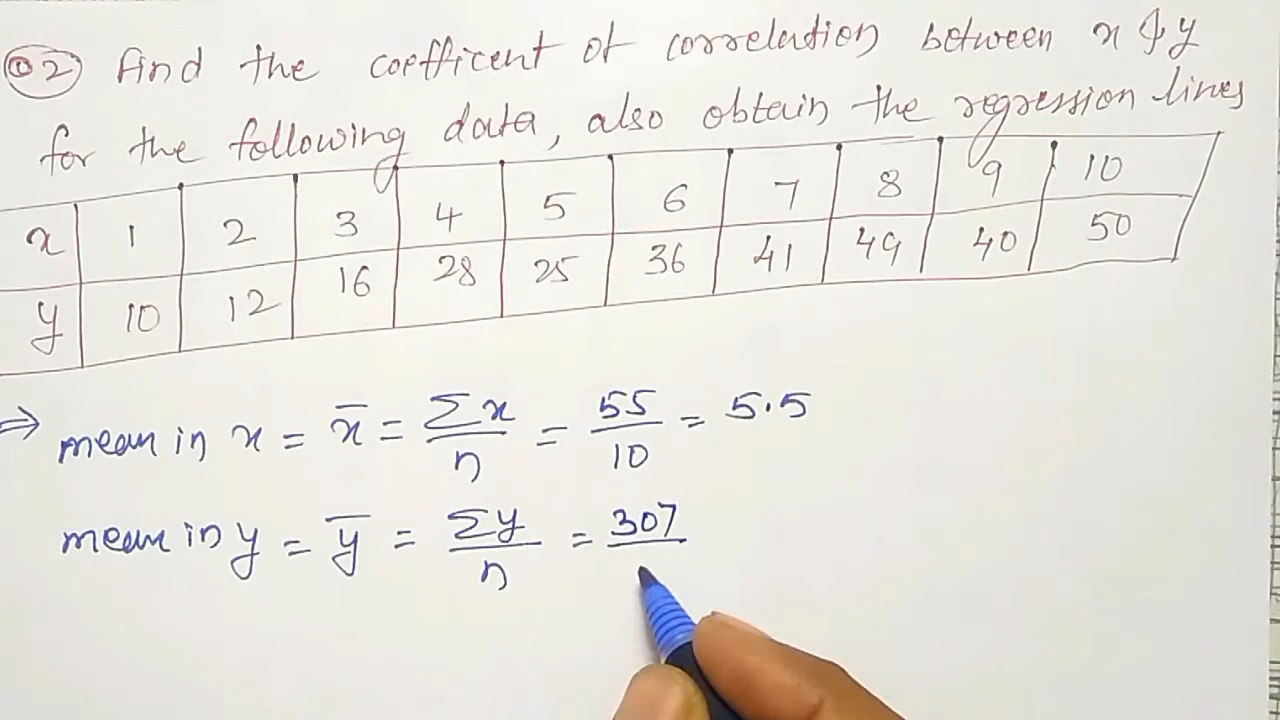 Q2) Find the coefficent of correlation between x & y
for the following data, also obtain the regression lines
x 1 2 3 4 5 6 7 8 9 10
y 10 12 16 28 25 36 41 49 40 50
⇒ mean in x = x̄ = Σx/n = 55/10 = 5.5
mean in y = ȳ = Σy/n = 307/